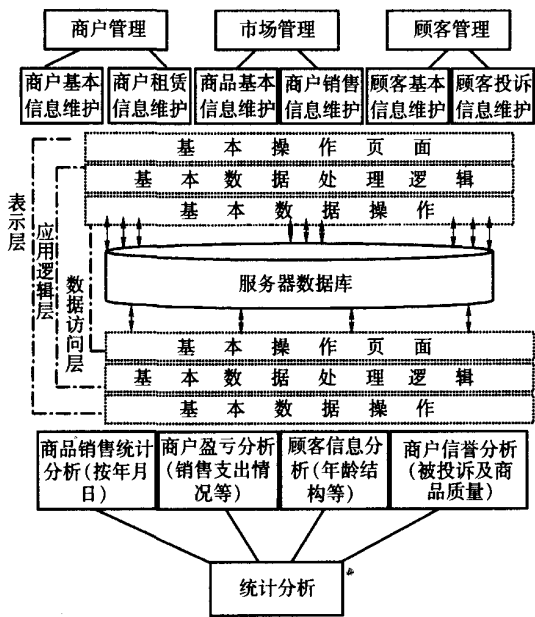 商户管理 市场管理 顾客管理
商户基本 商户租赁 商品基本 商户销售 顾客基本 顾客投诉
信息维护 信息维护 信息维护 信息维护 信息维护 信息维护
基本操作页面
基本数据处理逻辑
基本数据操作
表示层
应用逻辑层
数据访问层
服务器数据库
基本操作页面
基本数据处理逻辑
基本数据操作
商品销售统计
分析(按年月
日)
商户盈亏分析
(销售支出情
况等)
顾客信息分
析(年龄结
构等)
商户信誉分析
(被投诉及商
品质量)
统计分析